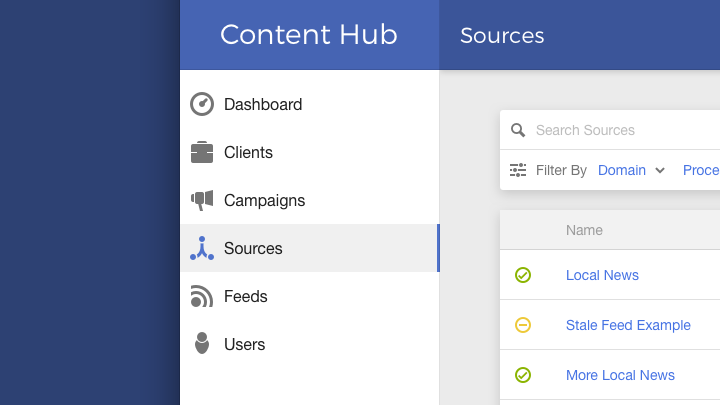 Content Hub
Sources
Dashboard
Clients
Campaigns
Sources
Feeds
Users
Search Sources
Filter By Domain Proce
Name
Local News
Stale Feed Example
More Local News